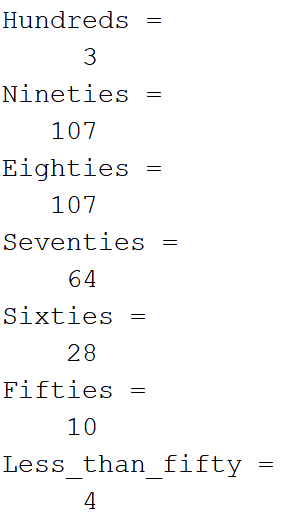 Hundreds =
3
Nineties =
107
Eighties =
107
Seventies =
64
Sixties =
28
Fifties =
10
Less_than_fifty =
4